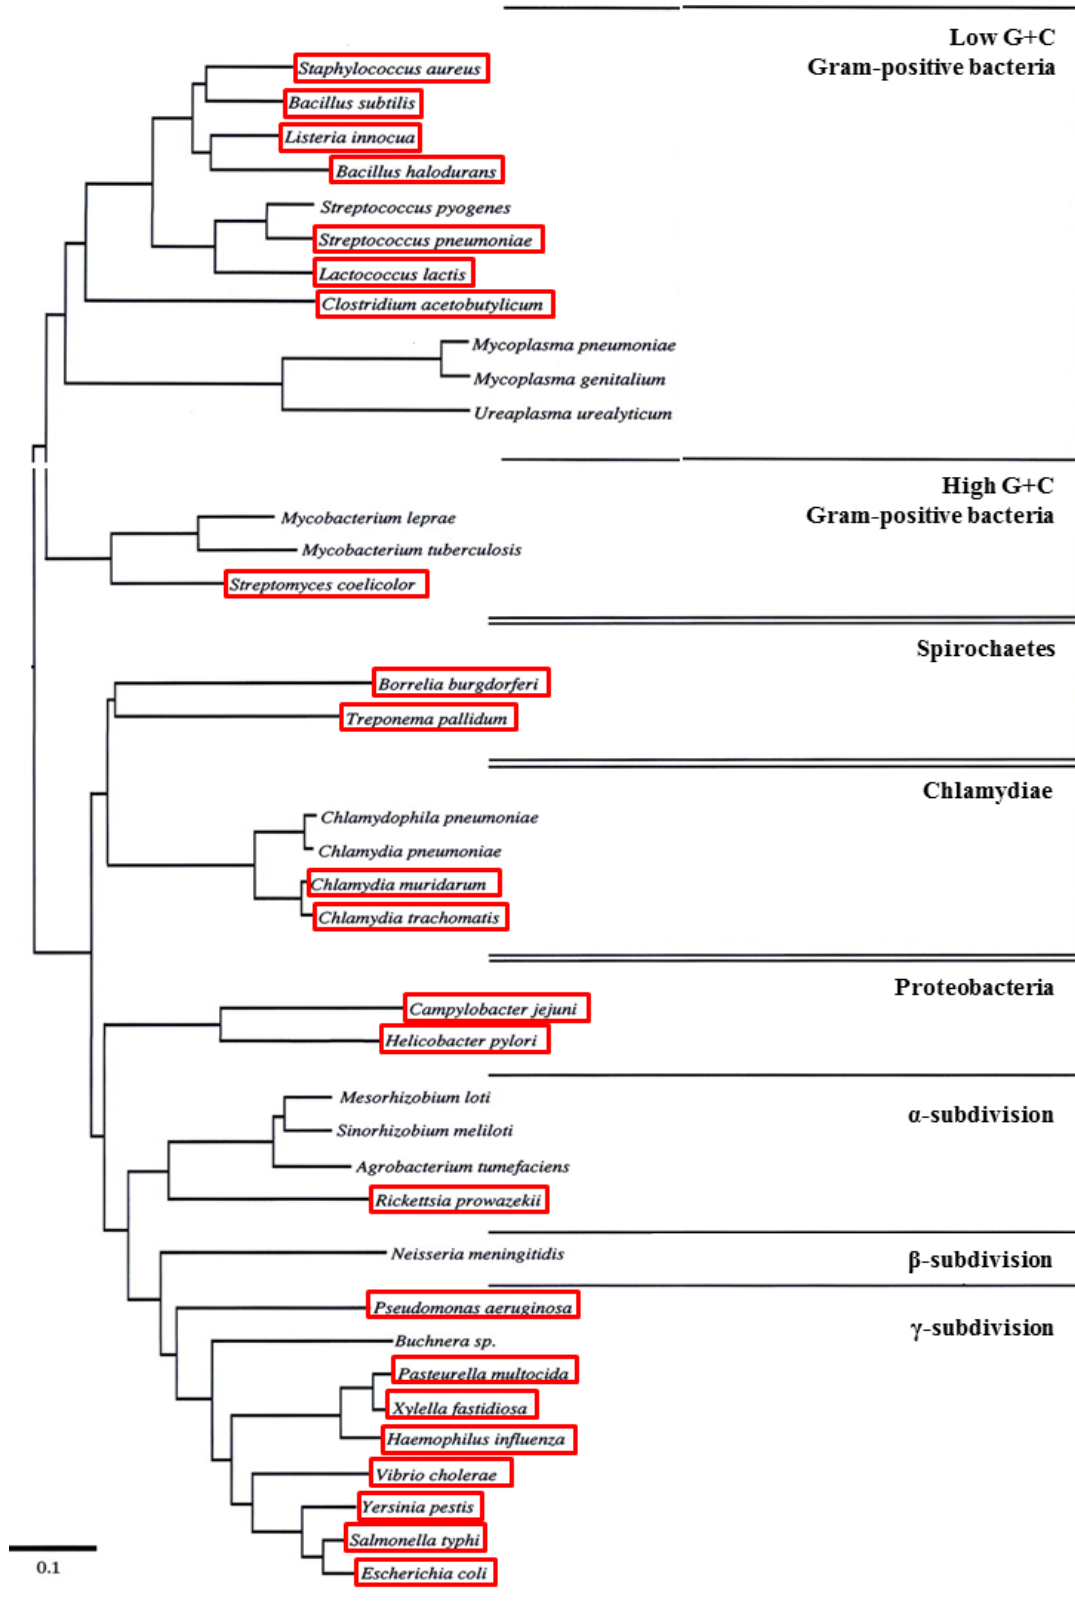 Low G+C
Gram-positive bacteria
Staphylococcus aureus
Bacillus subtilis
Listeria innocua
Bacillus halodurans
Streptococcus pyogenes
Streptococcus pneumoniae
Lactococcus lactis
Clostridium acetobutylicum
Mycoplasma pneumoniae
Mycoplasma genitalium
Ureaplasma urealyticum
High G+C
Gram-positive bacteria
Mycobacterium leprae
Mycobacterium tuberculosis
Streptomyces coelicolor
Spirochaetes
Borrelia burgdorferi
Treponema pallidum
Chlamydiae
Chlamydophila pneumoniae
Chlamydia pneumoniae
Chlamydia muridarum
Chlamydia trachomatis
Proteobacteria
Campylobacter jejuni
Helicobacter pylori
α-subdivision
Mesorhizobium loti
Sinorhizobium meliloti
Agrobacterium tumefaciens
Rickettsia prowazekii
β-subdivision
Neisseria meningitidis
γ-subdivision
Pseudomonas aeruginosa
Buchnera sp.
Pasteurella multocida
Xylella fastidiosa
Haemophilus influenza
Vibrio cholerae
Yersinia pestis
Salmonella typhi
Escherichia coli
0.1